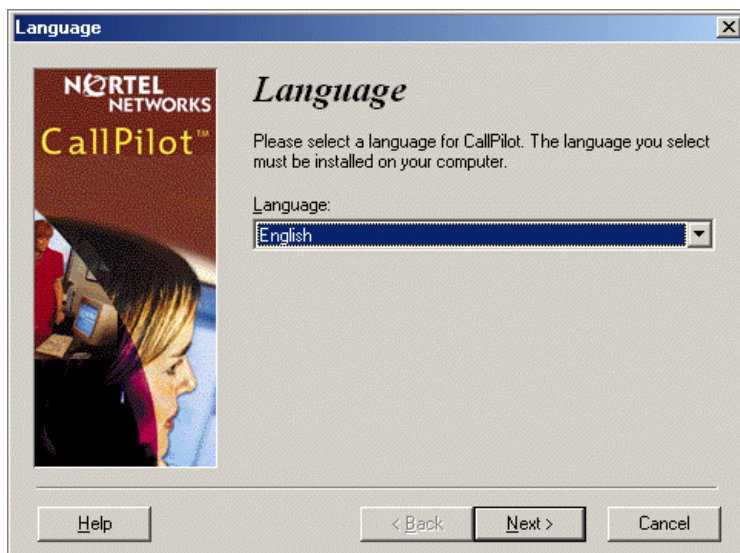 Language
NORTEL
NETWORKS
CallPilot™
Language
Please select a language for CallPilot. The language you select
must be installed on your computer.
Language:
English
Help
< Back
Next >
Cancel